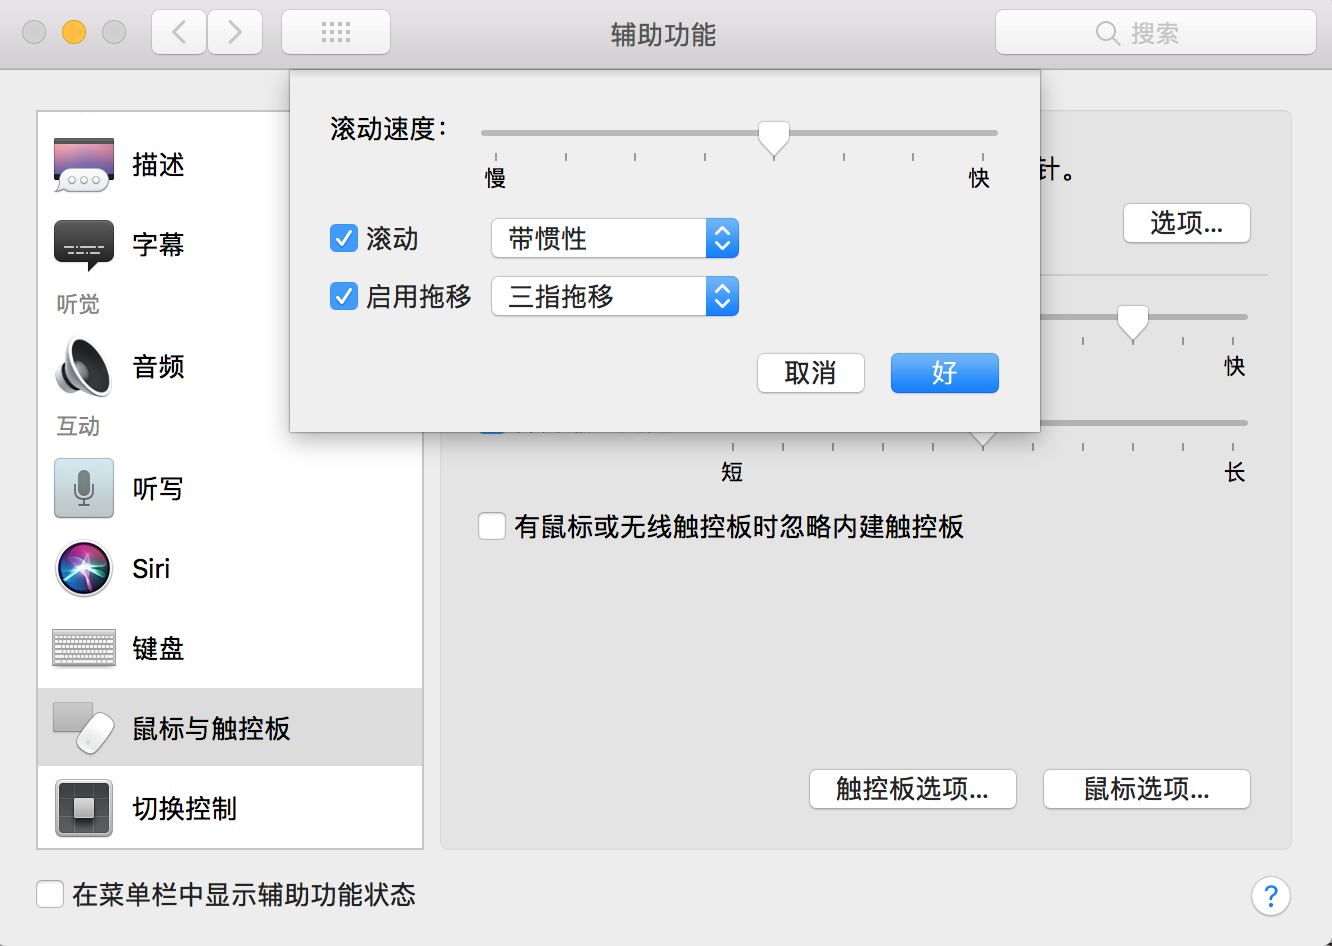 辅助功能
搜索
描述
字幕
听觉
音频
互动
听写
Siri
键盘
鼠标与触控板
切换控制
滚动速度：
慢
快
滚动
带惯性
启用拖移
三指拖移
取消
好
针。
选项...
快
短
长
有鼠标或无线触控板时忽略内建触控板
触控板选项...
鼠标选项...
在菜单栏中显示辅助功能状态
?